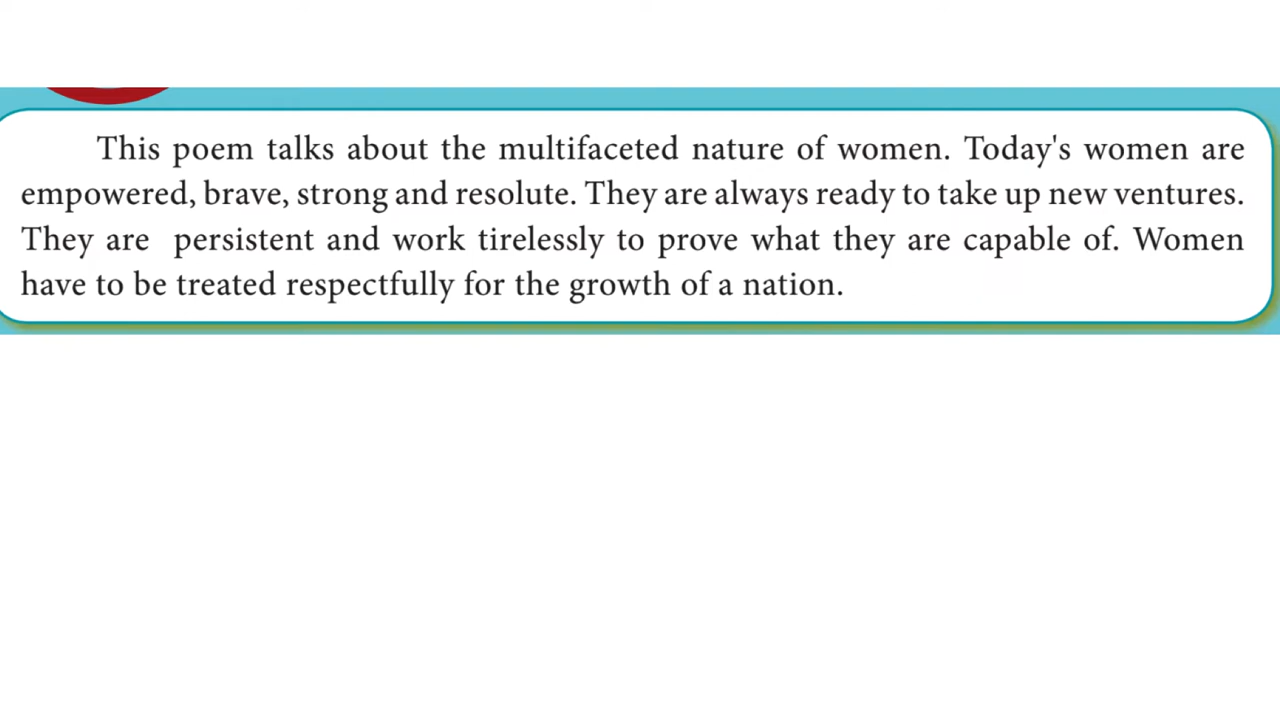 This poem talks about the multifaceted nature of women. Today's women are
empowered, brave, strong and resolute. They are always ready to take up new ventures.
They are persistent and work tirelessly to prove what they are capable of. Women
have to be treated respectfully for the growth of a nation.